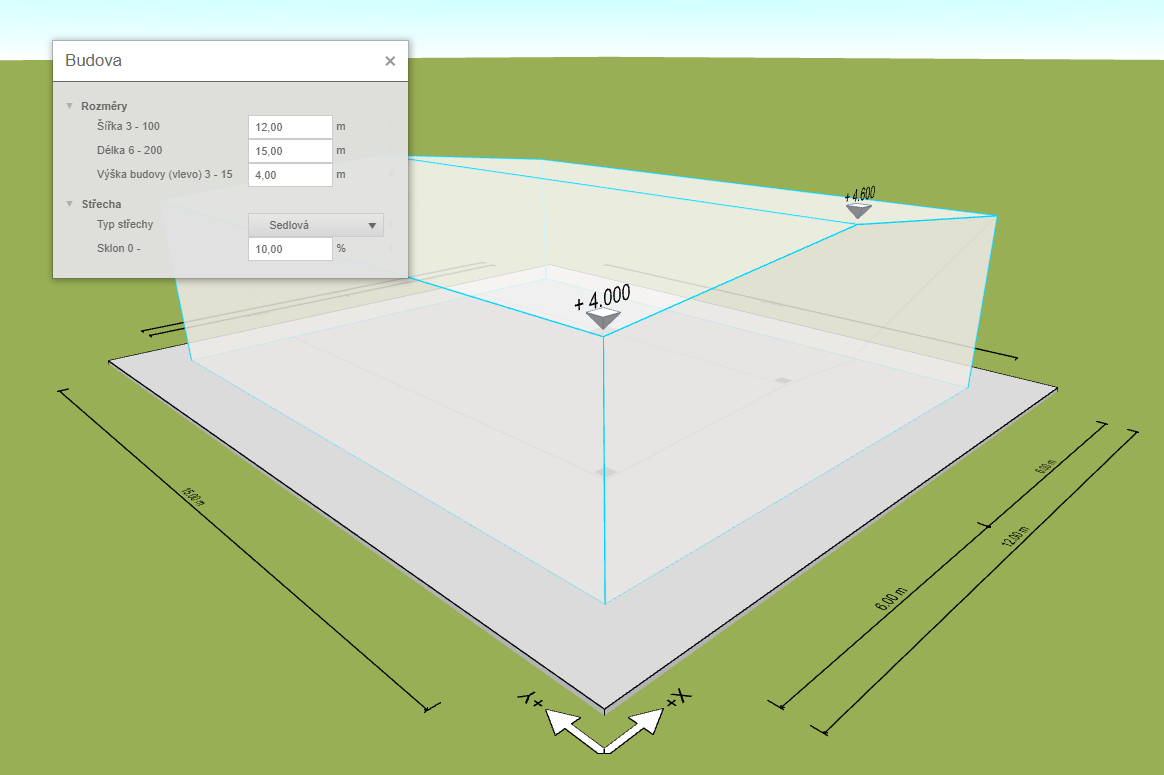 Budova
Rozměry
Šířka 3 - 100 12,00 m
Délka 6 - 200 15,00 m
Výška budovy (vlevo) 3 - 15 4,00 m
Střecha
Typ střechy Sedlová
Sklon 0 - 10,00 %
+ 4.600
+ 4.000
15.00 m
6.00 m
12.00 m
6.00 m
+Y
+X